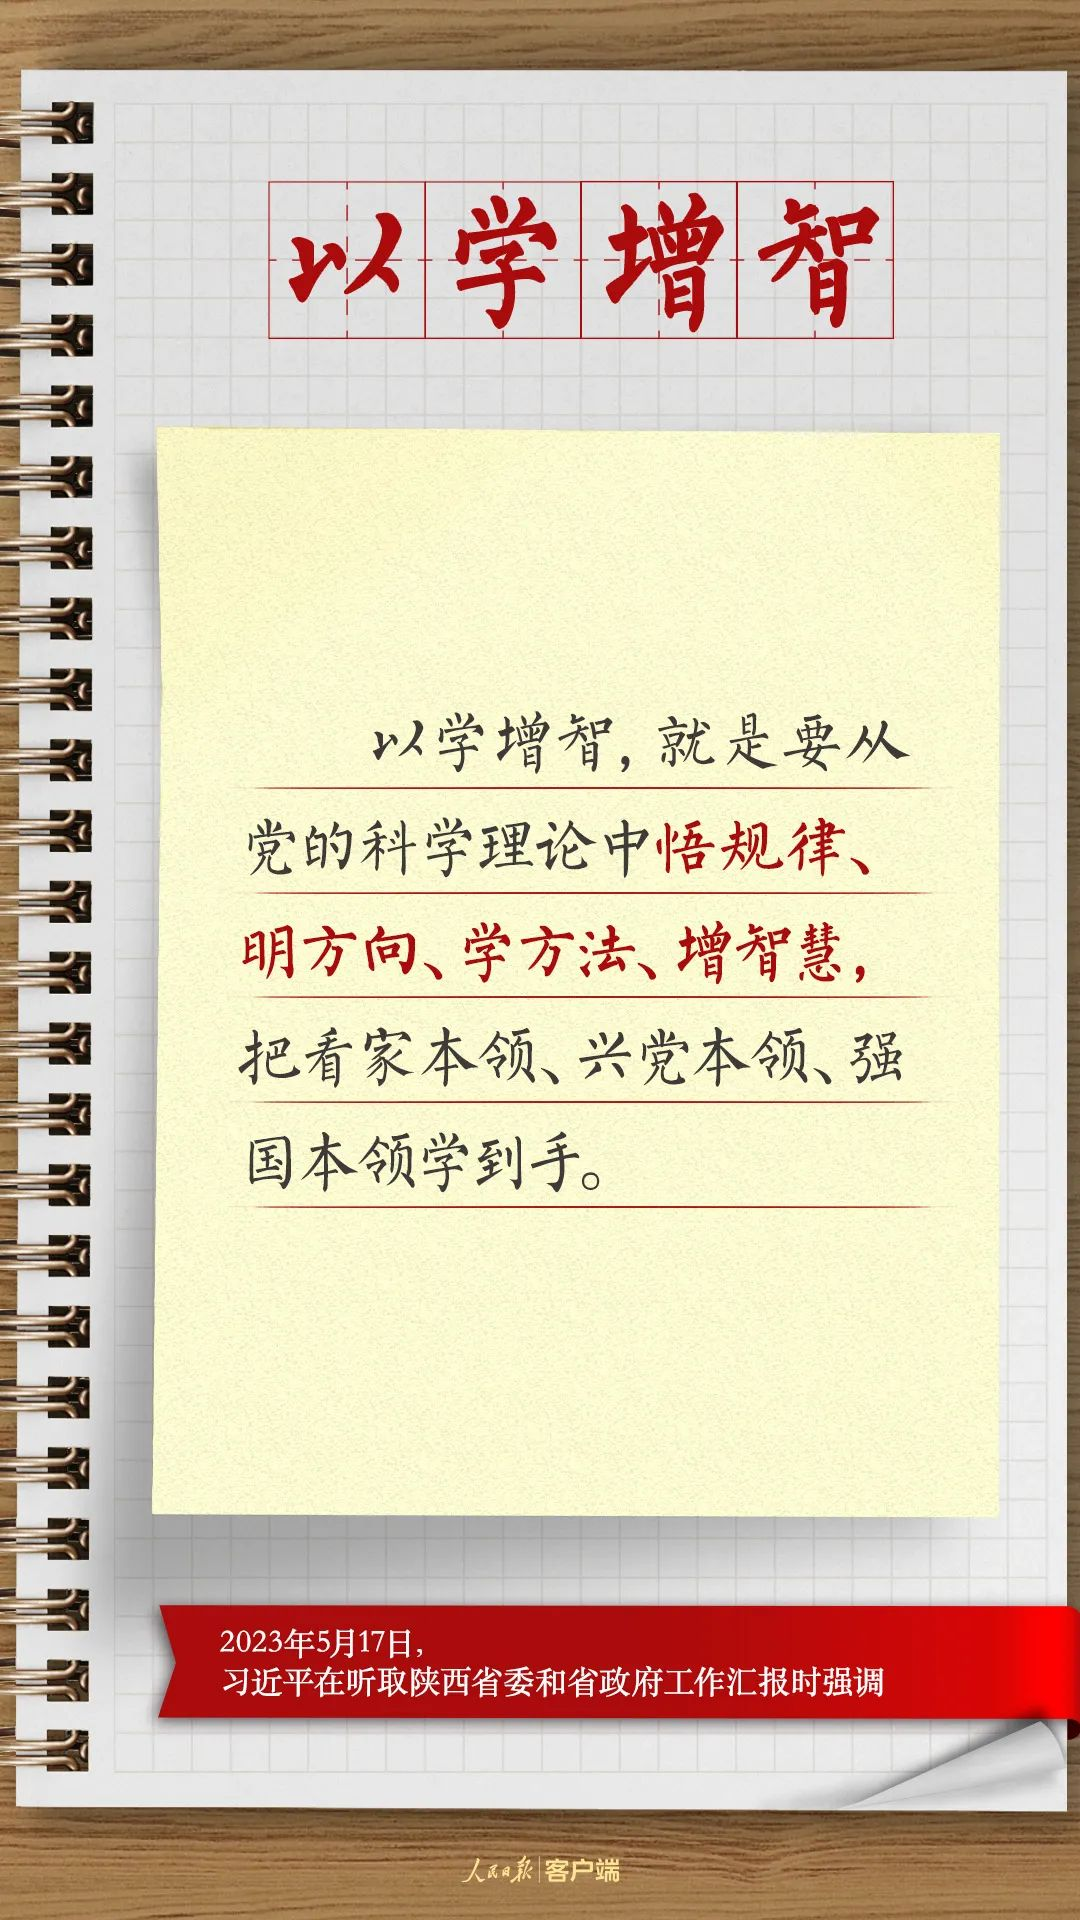 以学增智
以学增智，就是要从
党的科学理论中悟规律、
明方向、学方法、增智慧，
把看家本领、兴党本领、强
国本领学到手。
2023年5月17日，
习近平在听取陕西省委和省政府工作汇报时强调
人民日报|客户端